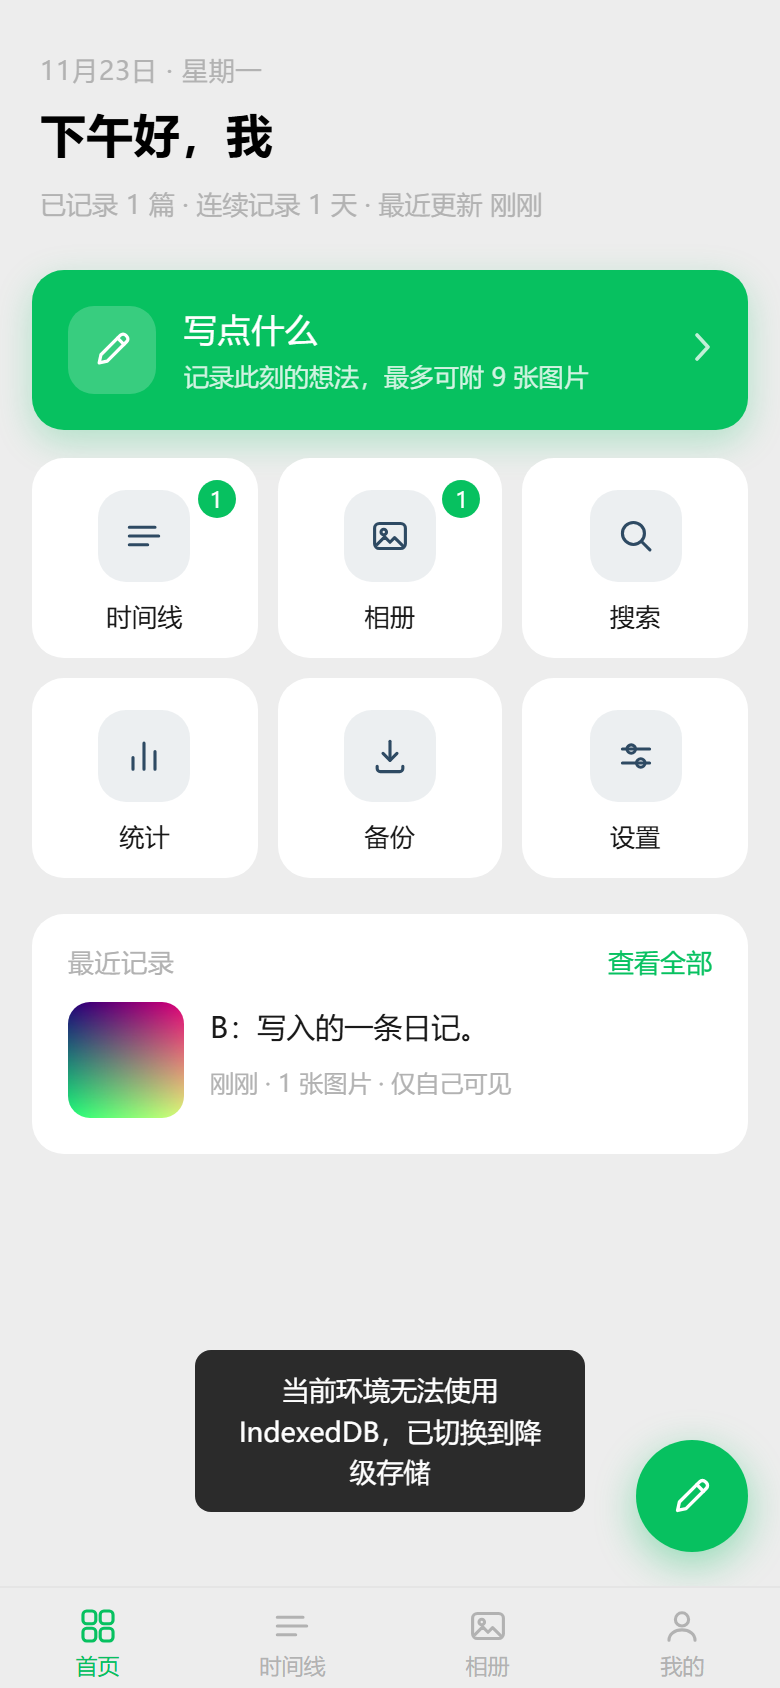 11月23日 · 星期一
下午好，我
已记录 1 篇 · 连续记录 1 天 · 最近更新 刚刚
写点什么
记录此刻的想法，最多可附 9 张图片
1
时间线
1
相册
搜索
统计
备份
设置
最近记录
查看全部
B：写入的一条日记。
刚刚 · 1 张图片 · 仅自己可见
当前环境无法使用
IndexedDB，已切换到降
级存储
首页
时间线
相册
我的